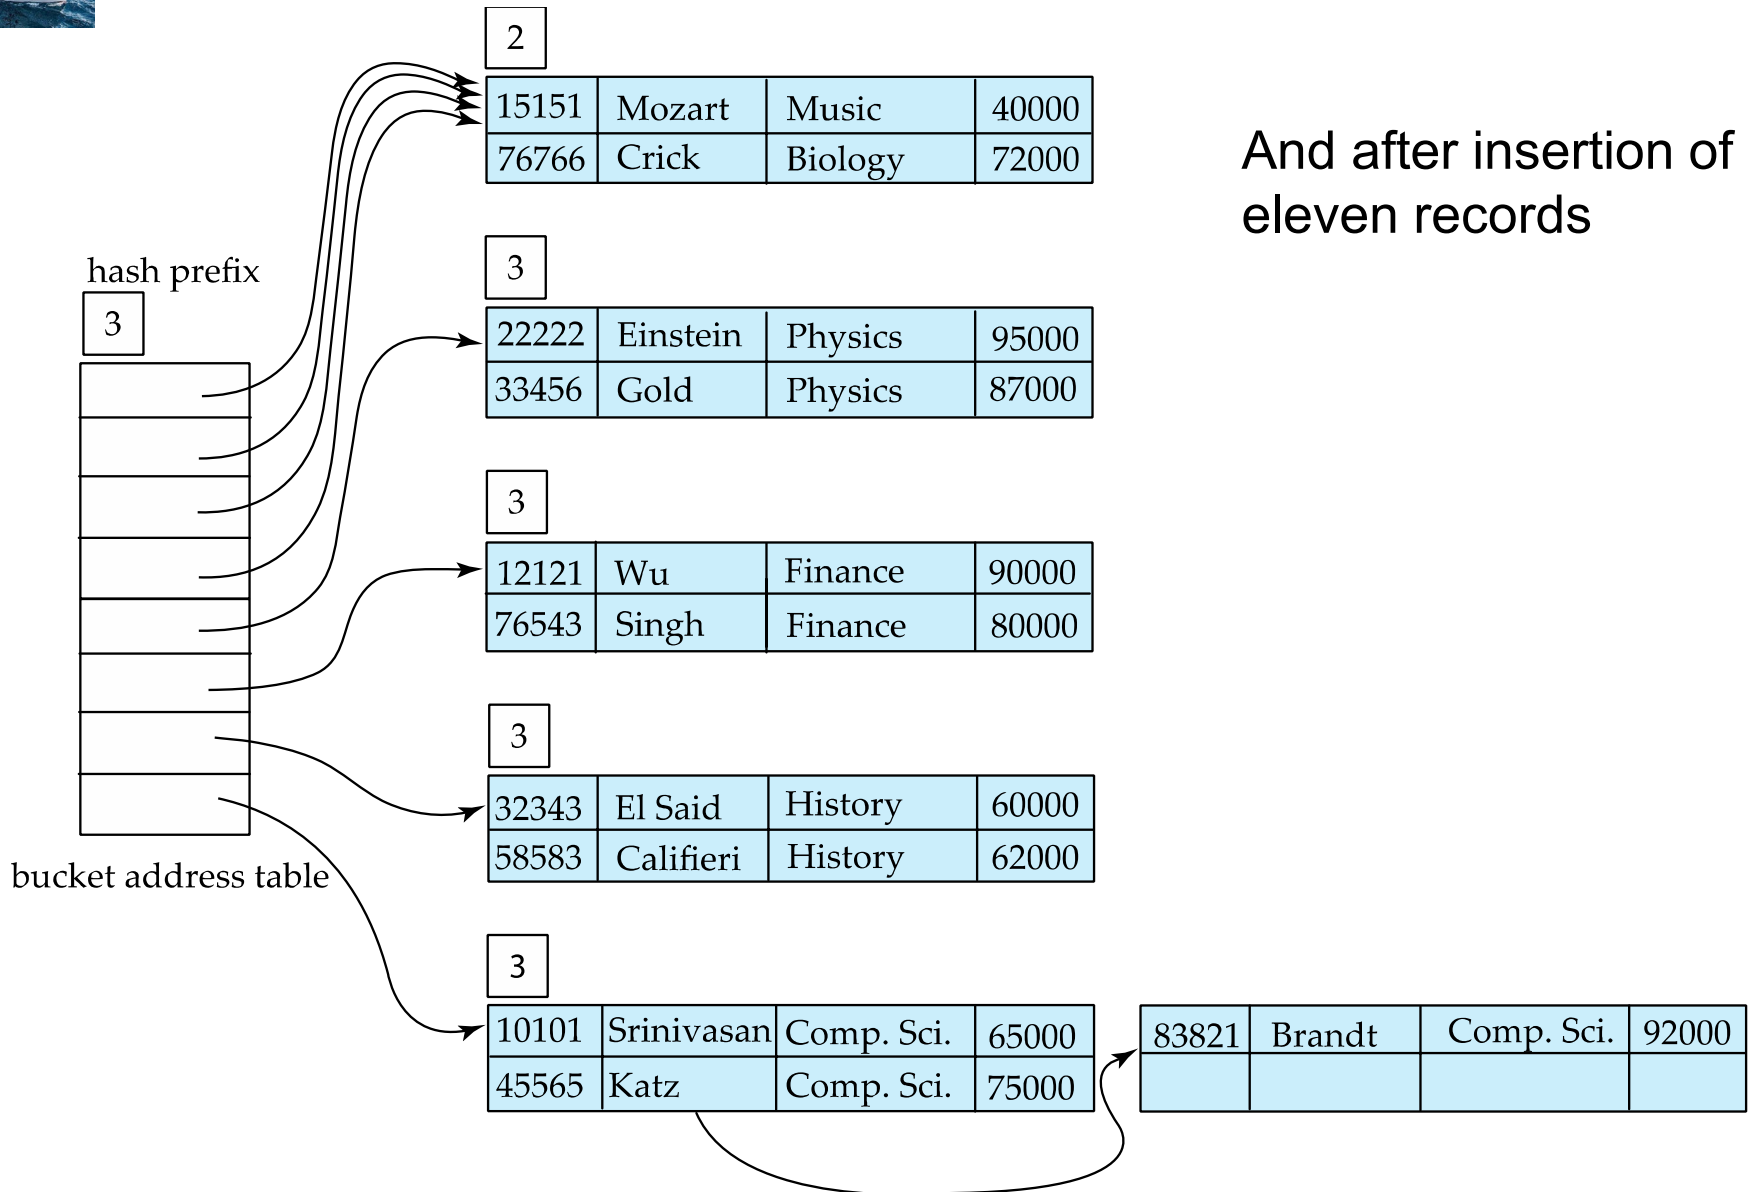 2
15151 Mozart Music 40000
76766 Crick Biology 72000
And after insertion of
eleven records
hash prefix
3
3
22222 Einstein Physics 95000
33456 Gold Physics 87000
3
12121 Wu Finance 90000
76543 Singh Finance 80000
3
32343 El Said History 60000
58583 Califieri History 62000
bucket address table
3
10101 Srinivasan Comp. Sci. 65000
45565 Katz Comp. Sci. 75000
83821 Brandt Comp. Sci. 92000